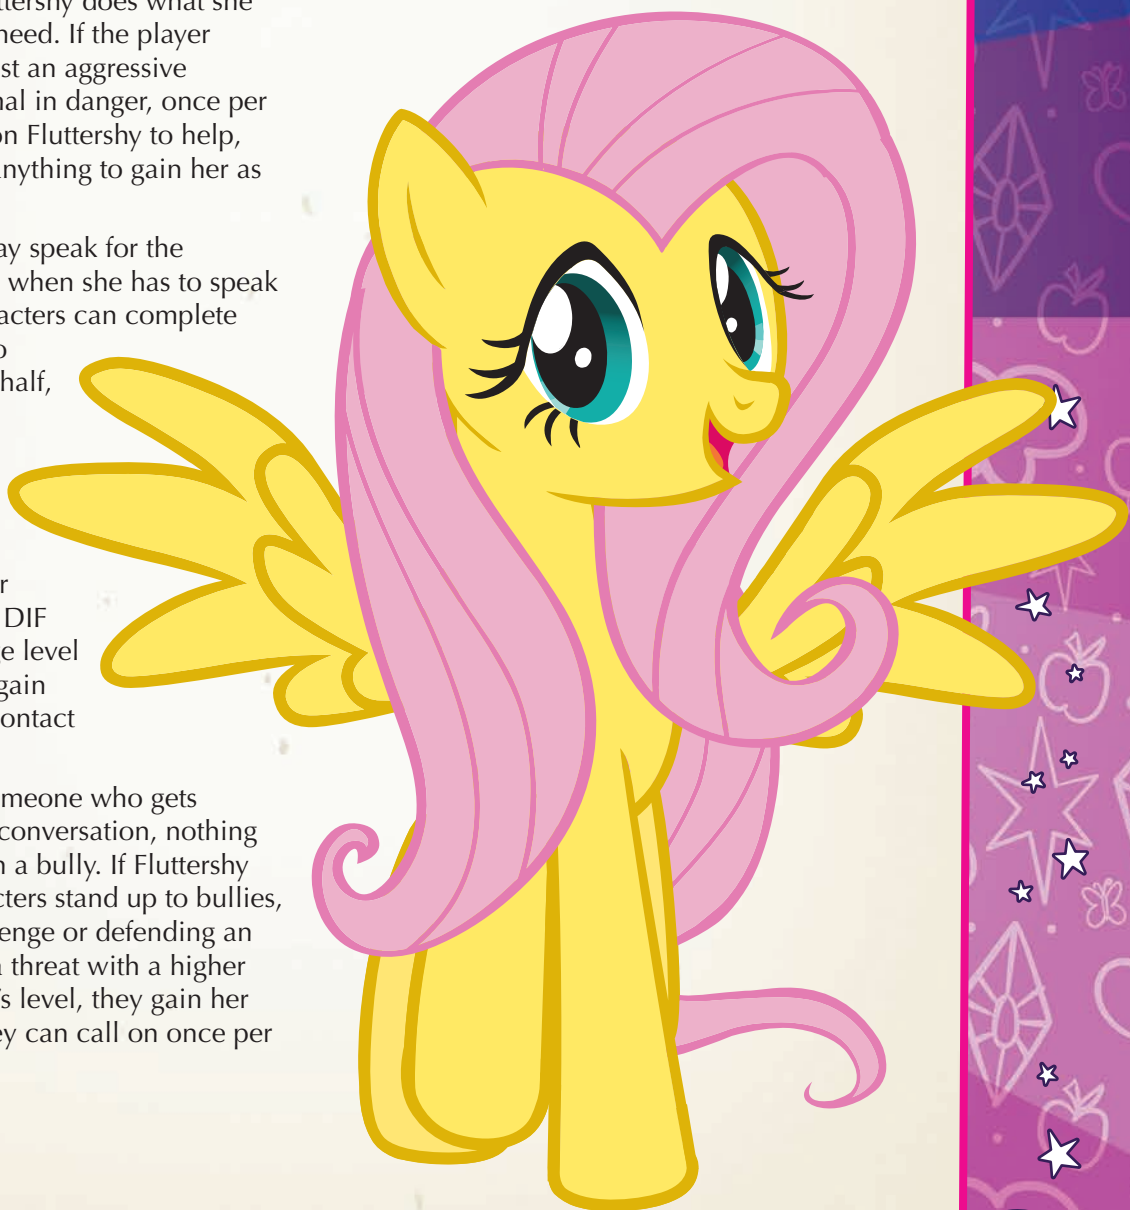 ttershy does what she
need. If the player
st an aggressive
nal in danger, once per
on Fluttershy to help,
anything to gain her as
ay speak for the
when she has to speak
acters can complete
half,
r
DIF
ge level
gain
contact
meone who gets
conversation, nothing
n a bully. If Fluttershy
cters stand up to bullies,
enge or defending an
a threat with a higher
's level, they gain her
ey can call on once per